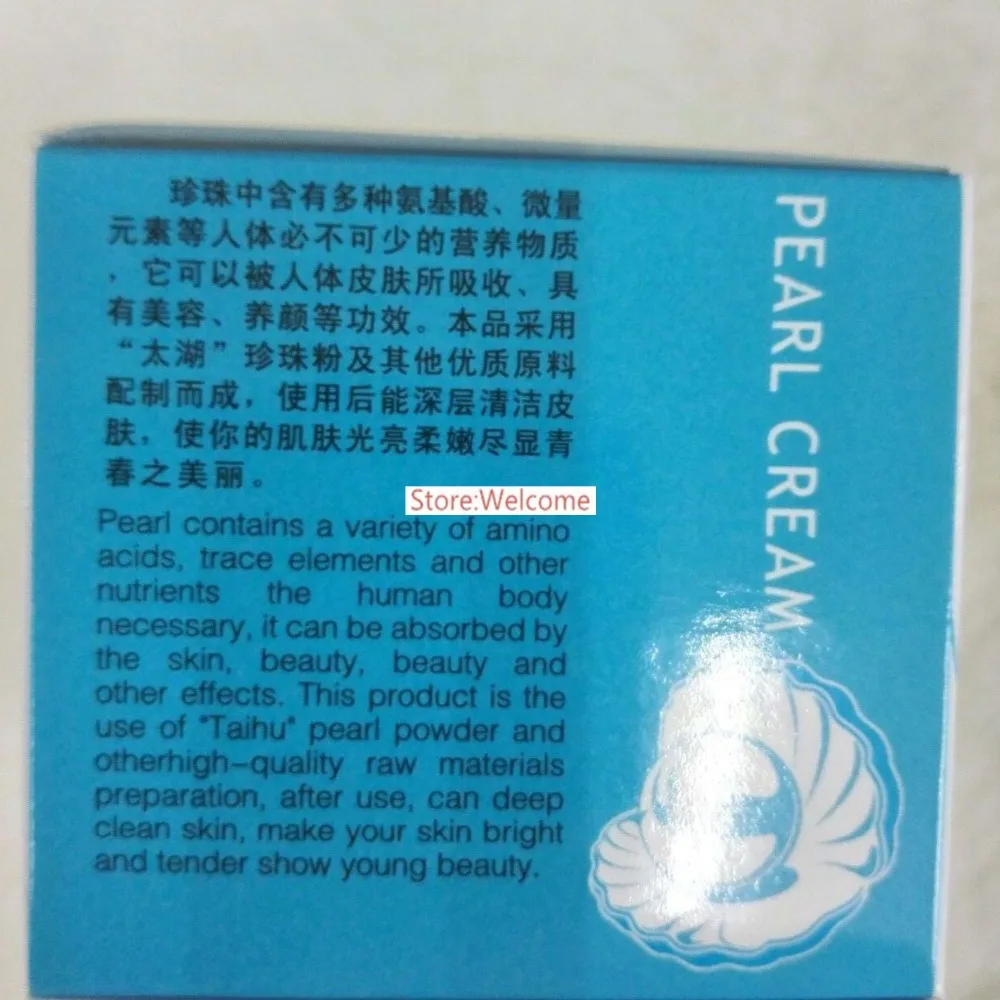 珍珠中含有多种氨基酸、微量
元素等人体必不可少的营养物质
，它可以被人体皮肤所吸收、具
有美容、养颜等功效。本品采用
“太湖”珍珠粉及其他优质原料
配制而成，使用后能深层清洁皮
肤，使你的肌肤光亮柔嫩尽显青
春之美丽。
Store:Welcome
Pearl contains a variety of amino
acids, trace elements and other
nutrients the human body
necessary, it can be absorbed by
the skin, beauty, beauty and
other effects. This product is the
use of "Taihu" pearl powder and
otherhigh-quality raw materials
preparation, after use, can deep
clean skin, make your skin bright
and tender show young beauty.
PEARL CREAM